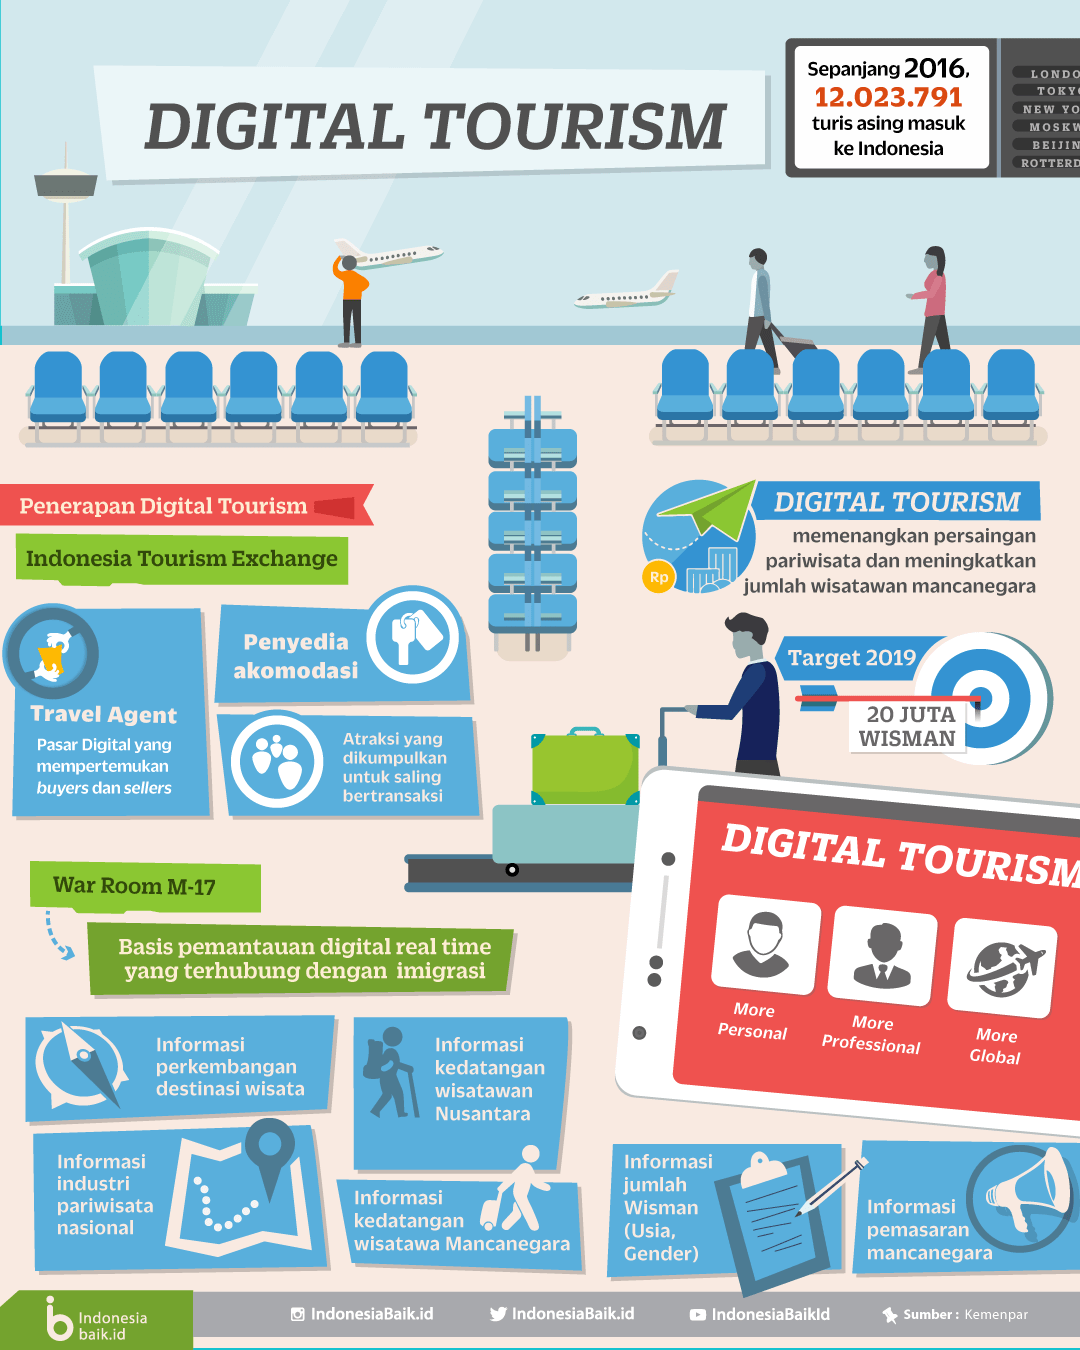 DIGITAL TOURISM
Sepanjang 2016,
12.023.791
turis asing masuk
ke Indonesia
LONDO
TOKYO
NEW YO
MOSKW
BEIJIN
ROTTERD
Penerapan Digital Tourism
Indonesia Tourism Exchange
Travel Agent
Pasar Digital yang
mempertemukan
buyers dan sellers
Penyedia
akomodasi
Atraksi yang
dikumpulkan
untuk saling
bertransaksi
DIGITAL TOURISM
memenangkan persaingan
pariwisata dan meningkatkan
jumlah wisatawan mancanegara
Rp
Target 2019
20 JUTA
WISMAN
War Room M-17
Basis pemantauan digital real time
yang terhubung dengan imigrasi
DIGITAL TOURISM
More
Personal
More
Professional
More
Global
Informasi
perkembangan
destinasi wisata
Informasi
kedatangan
wisatawan
Nusantara
Informasi
industri
pariwisata
nasional
Informasi
kedatangan
wisatawa Mancanegara
Informasi
jumlah
Wisman
(Usia,
Gender)
Informasi
pemasaran
mancanegara
Indonesia
baik.id
IndonesiaBaik.id
IndonesiaBaik.id
IndonesiaBaikId
Sumber : Kemenpar